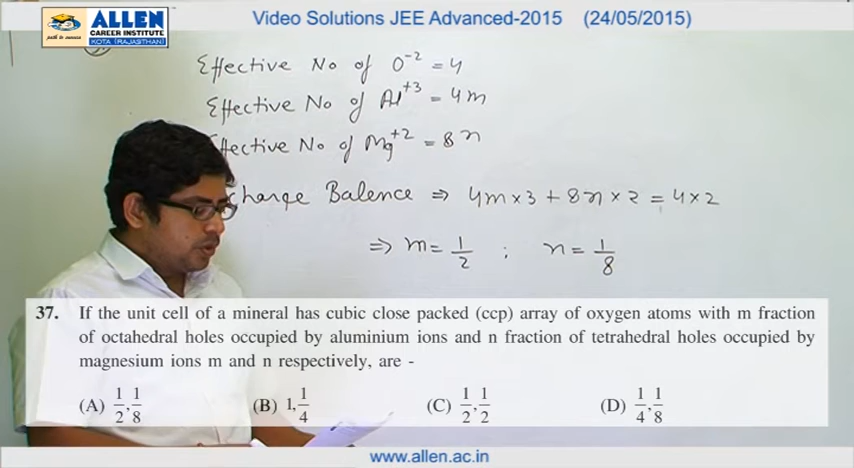 ALLEN
CAREER INSTITUTE
KOTA (RAJASTHAN)
path to success
Video Solutions JEE Advanced-2015 (24/05/2015)
Effective No of O⁻² = 4
Effective No of Al⁺³ = 4m
ffective No of Mg⁺² = 8n
charge Balence ⇒ 4m×3 + 8n×2 = 4×2
⇒ m = 1/2 ; n = 1/8
37. If the unit cell of a mineral has cubic close packed (ccp) array of oxygen atoms with m fraction
of octahedral holes occupied by aluminium ions and n fraction of tetrahedral holes occupied by
magnesium ions m and n respectively, are -
(A) 1/2, 1/8 (B) 1, 1/4 (C) 1/2, 1/2 (D) 1/4, 1/8
www.allen.ac.in